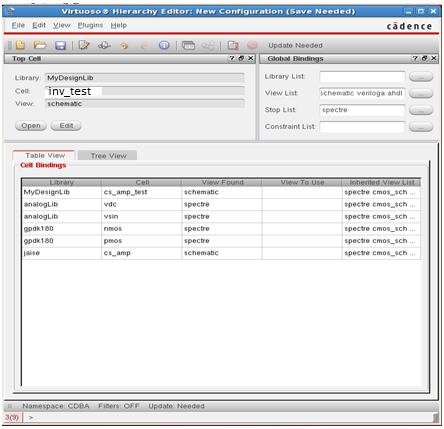 Virtuoso® Hierarchy Editor: New Configuration (Save Needed)
File Edit View Plugins Help cādence
Update Needed
Top Cell ? Global Bindings ?
Library: MyDesignLib
Cell: inv_test
View: schematic
Open Edit
Library List: ...
View List: schematic veriloga ahdl ...
Stop List: spectre ...
Constraint List: ...
Table View Tree View
Cell Bindings
Library Cell View Found View To Use Inherited View List
MyDesignLib cs_amp_test schematic spectre cmos_sch ...
analogLib vdc spectre spectre cmos_sch ...
analogLib vsin spectre spectre cmos_sch ...
gpdk180 nmos spectre spectre cmos_sch ...
gpdk180 pmos spectre spectre cmos_sch ...
jaise cs_amp schematic spectre cmos_sch ...
Namespace: CDBA Filters: OFF Update: Needed
3(9) >